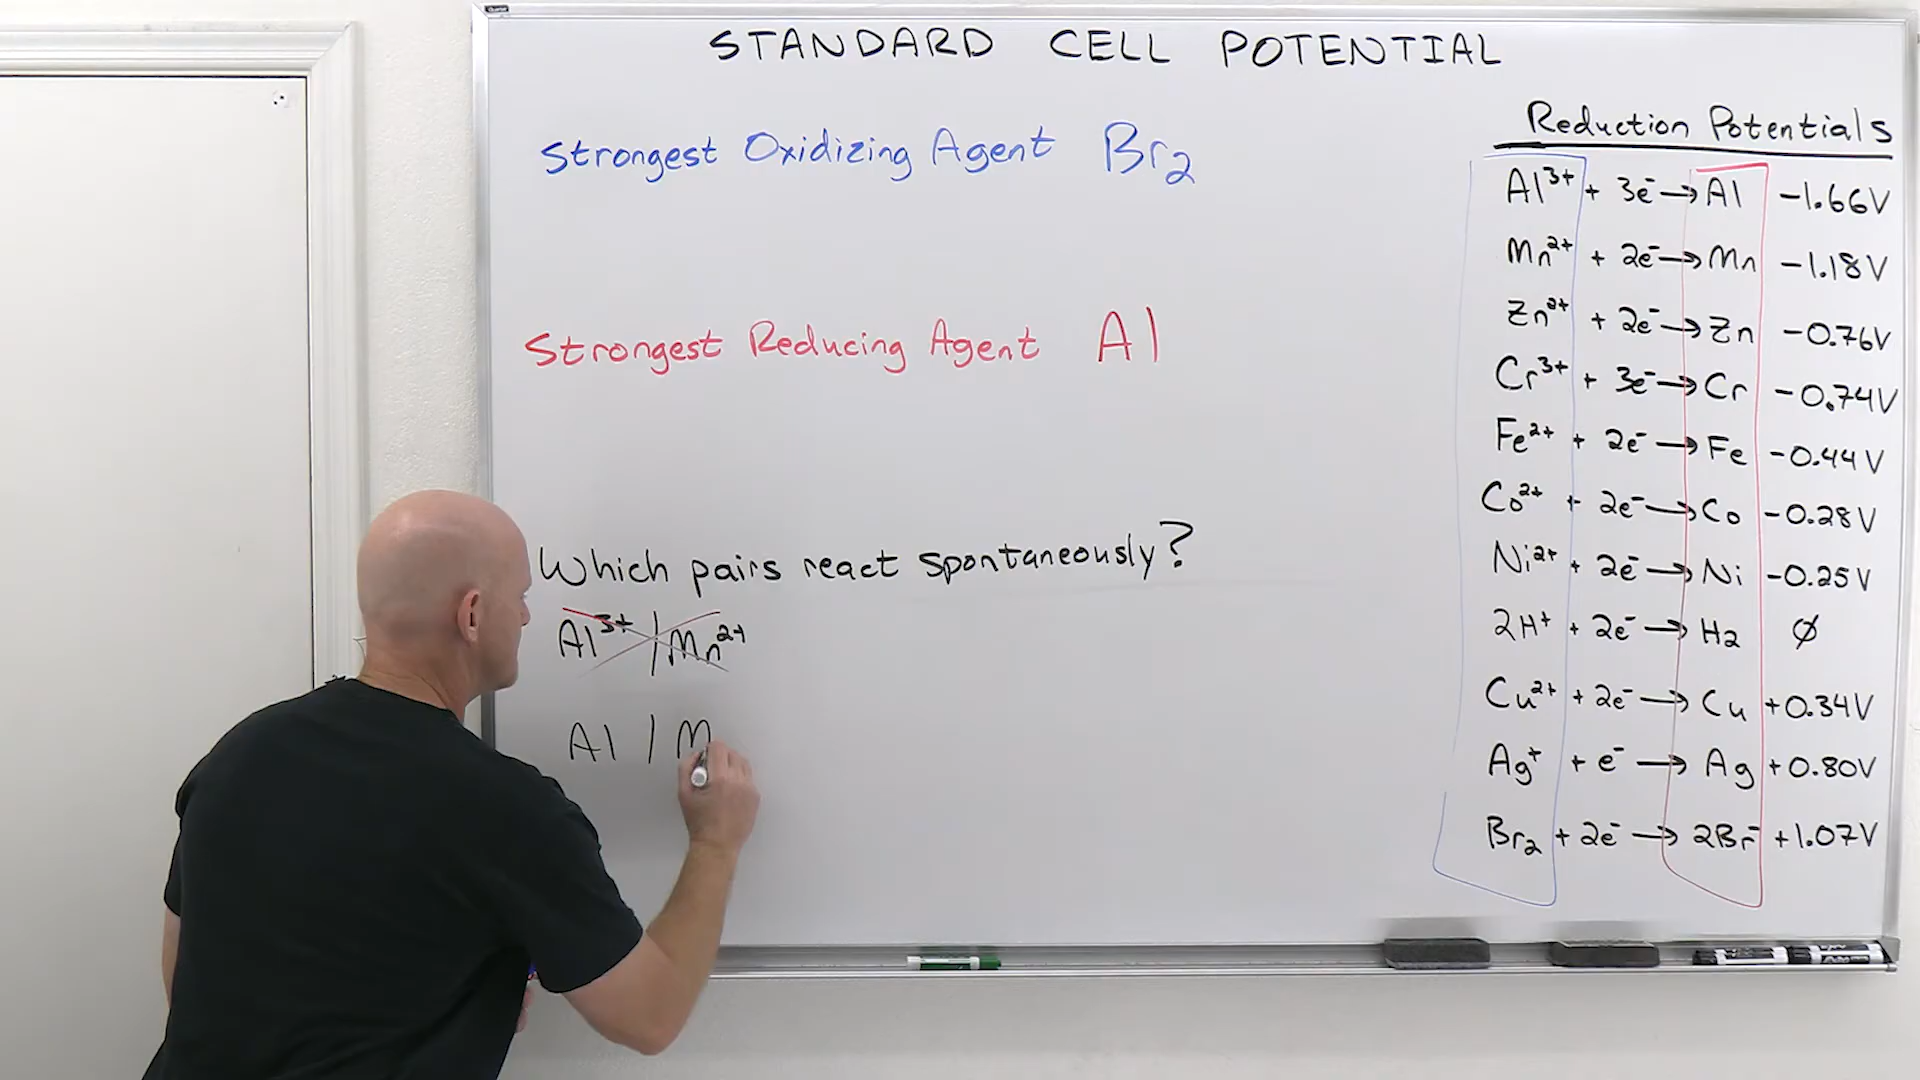 STANDARD CELL POTENTIAL
Strongest Oxidizing Agent Br₂
Strongest Reducing Agent Al
Which pairs react spontaneously?
Al³⁺ / Mn²⁺
Al / M
Reduction Potentials
Al³⁺ + 3e⁻ → Al -1.66V
Mn²⁺ + 2e⁻ → Mn -1.18V
Zn²⁺ + 2e⁻ → Zn -0.76V
Cr³⁺ + 3e⁻ → Cr -0.74V
Fe²⁺ + 2e⁻ → Fe -0.44V
Co²⁺ + 2e⁻ → Co -0.28V
Ni²⁺ + 2e⁻ → Ni -0.25V
2H⁺ + 2e⁻ → H₂ Ø
Cu²⁺ + 2e⁻ → Cu +0.34V
Ag⁺ + e⁻ → Ag +0.80V
Br₂ + 2e⁻ → 2Br⁻ +1.07V